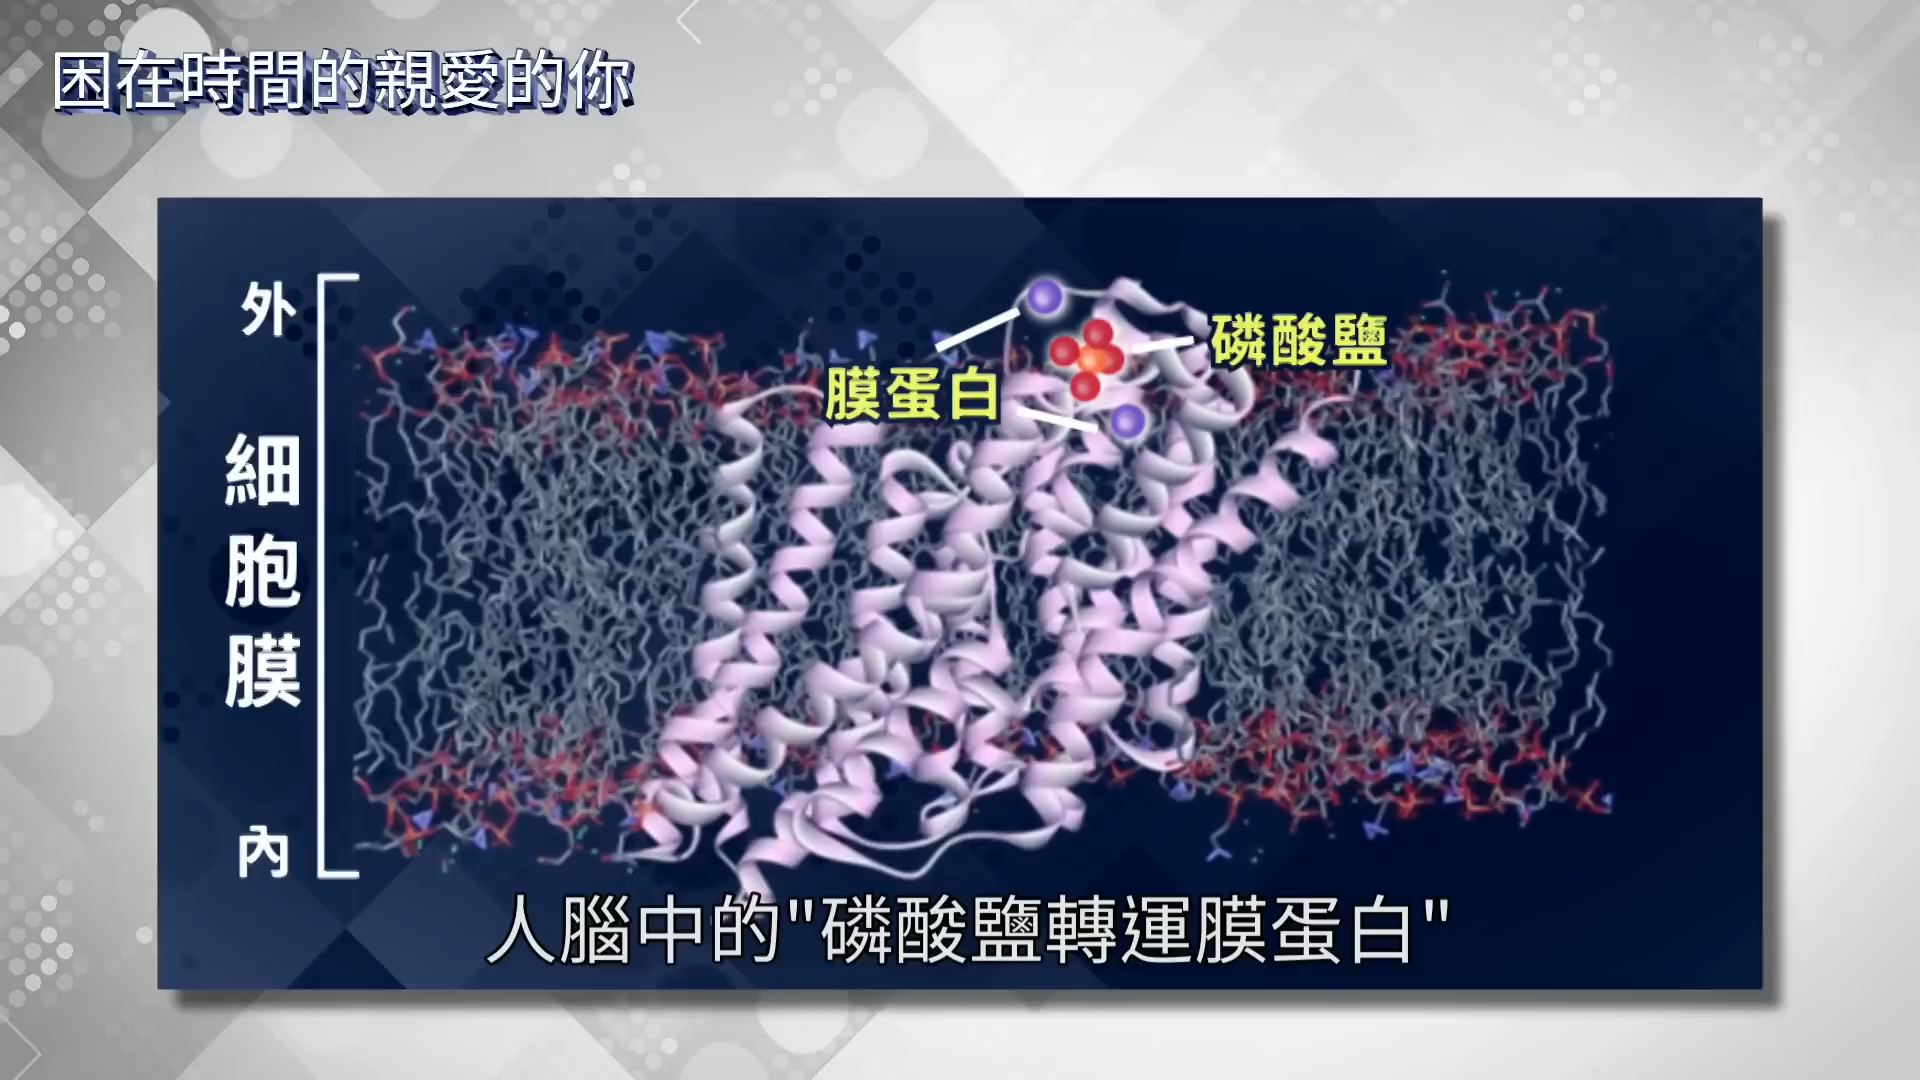 困在時間的親愛的你
外
細胞膜
內
膜蛋白
磷酸鹽
人腦中的"磷酸鹽轉運膜蛋白"